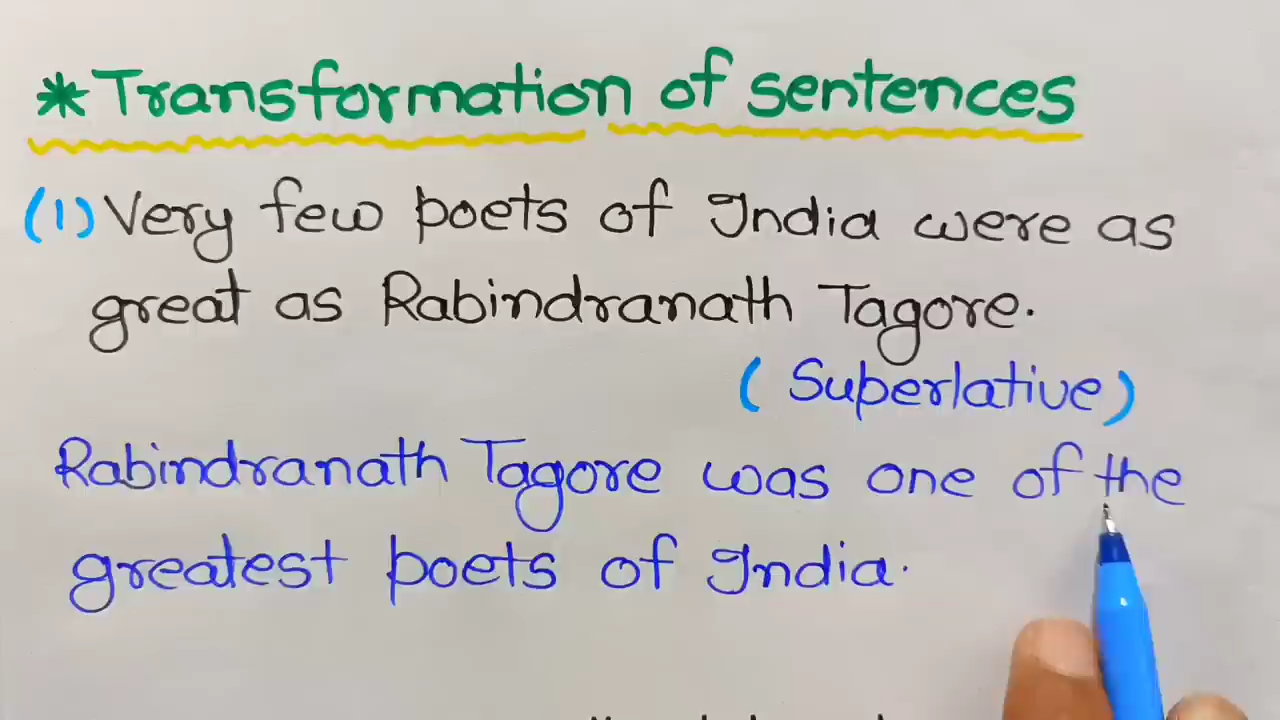 *Transformation of sentences
(1) Very few poets of India were as
great as Rabindranath Tagore.
(Superlative)
Rabindranath Tagore was one of the
greatest poets of India.